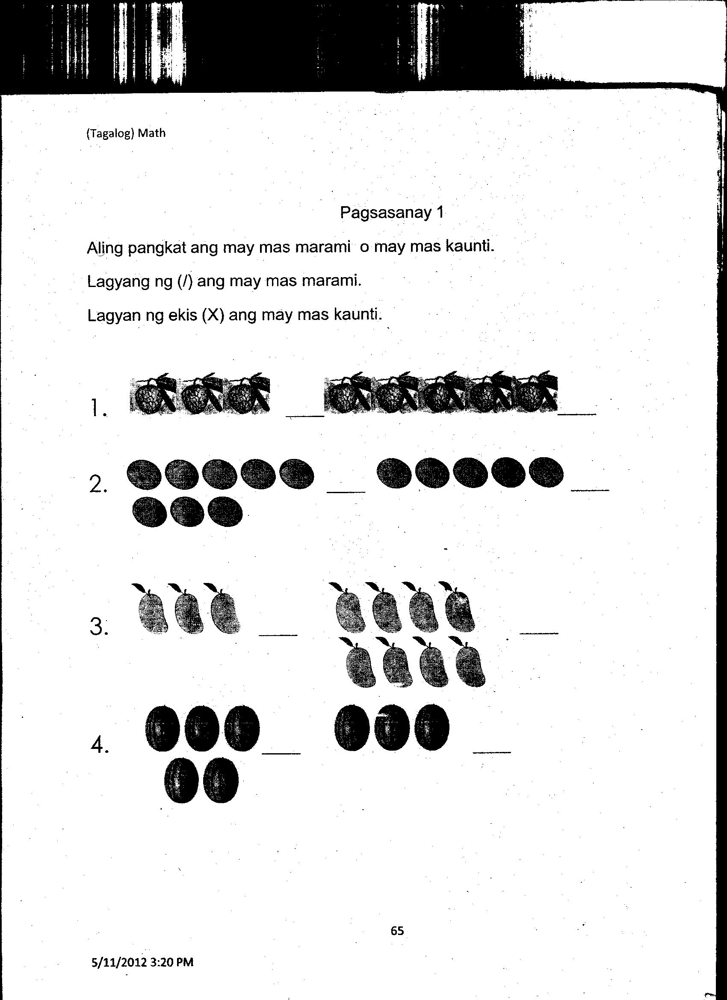 (Tagalog) Math
Pagsasanay 1
Aling pangkat ang may mas marami o may mas kaunti.
Lagyang ng (/) ang may mas marami.
Lagyan ng ekis (X) ang may mas kaunti.
1.
2.
3.
4.
65
5/11/2012 3:20 PM